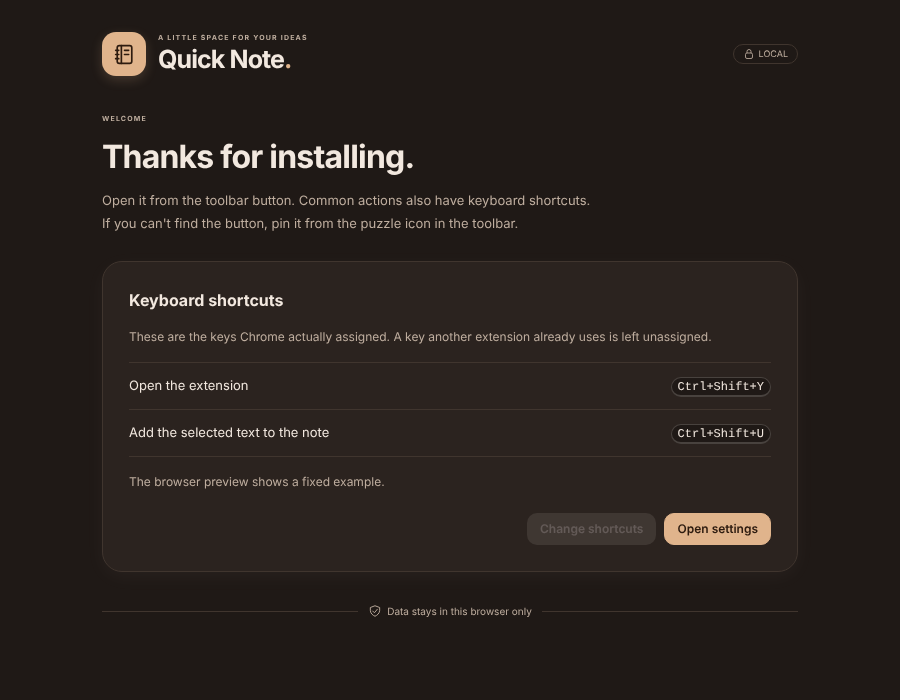 A LITTLE SPACE FOR YOUR IDEAS
Quick Note.
LOCAL
WELCOME
Thanks for installing.
Open it from the toolbar button. Common actions also have keyboard shortcuts.
If you can't find the button, pin it from the puzzle icon in the toolbar.
Keyboard shortcuts
These are the keys Chrome actually assigned. A key another extension already uses is left unassigned.
Open the extension
Ctrl+Shift+Y
Add the selected text to the note
Ctrl+Shift+U
The browser preview shows a fixed example.
Change shortcuts
Open settings
Data stays in this browser only